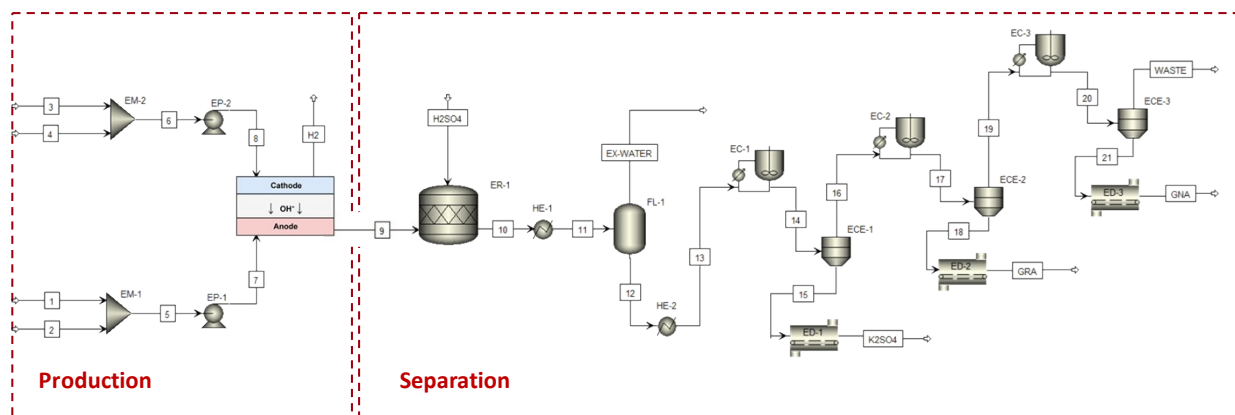 EC-3
WASTE
3
EM-2
EP-2
20
ECE-3
4
6
8
H2
H2SO4
EC-2
19
EC-1
EX-WATER
21
Cathode
ER-1
16
17
ECE-2
ED-3
GNA
↓ OH⁻ ↓
HE-1
FL-1
14
Anode
9
10
11
ECE-1
18
13
ED-2
GRA
1
7
EM-1
EP-1
12
HE-2
15
2
5
ED-1
K2SO4
Production
Separation